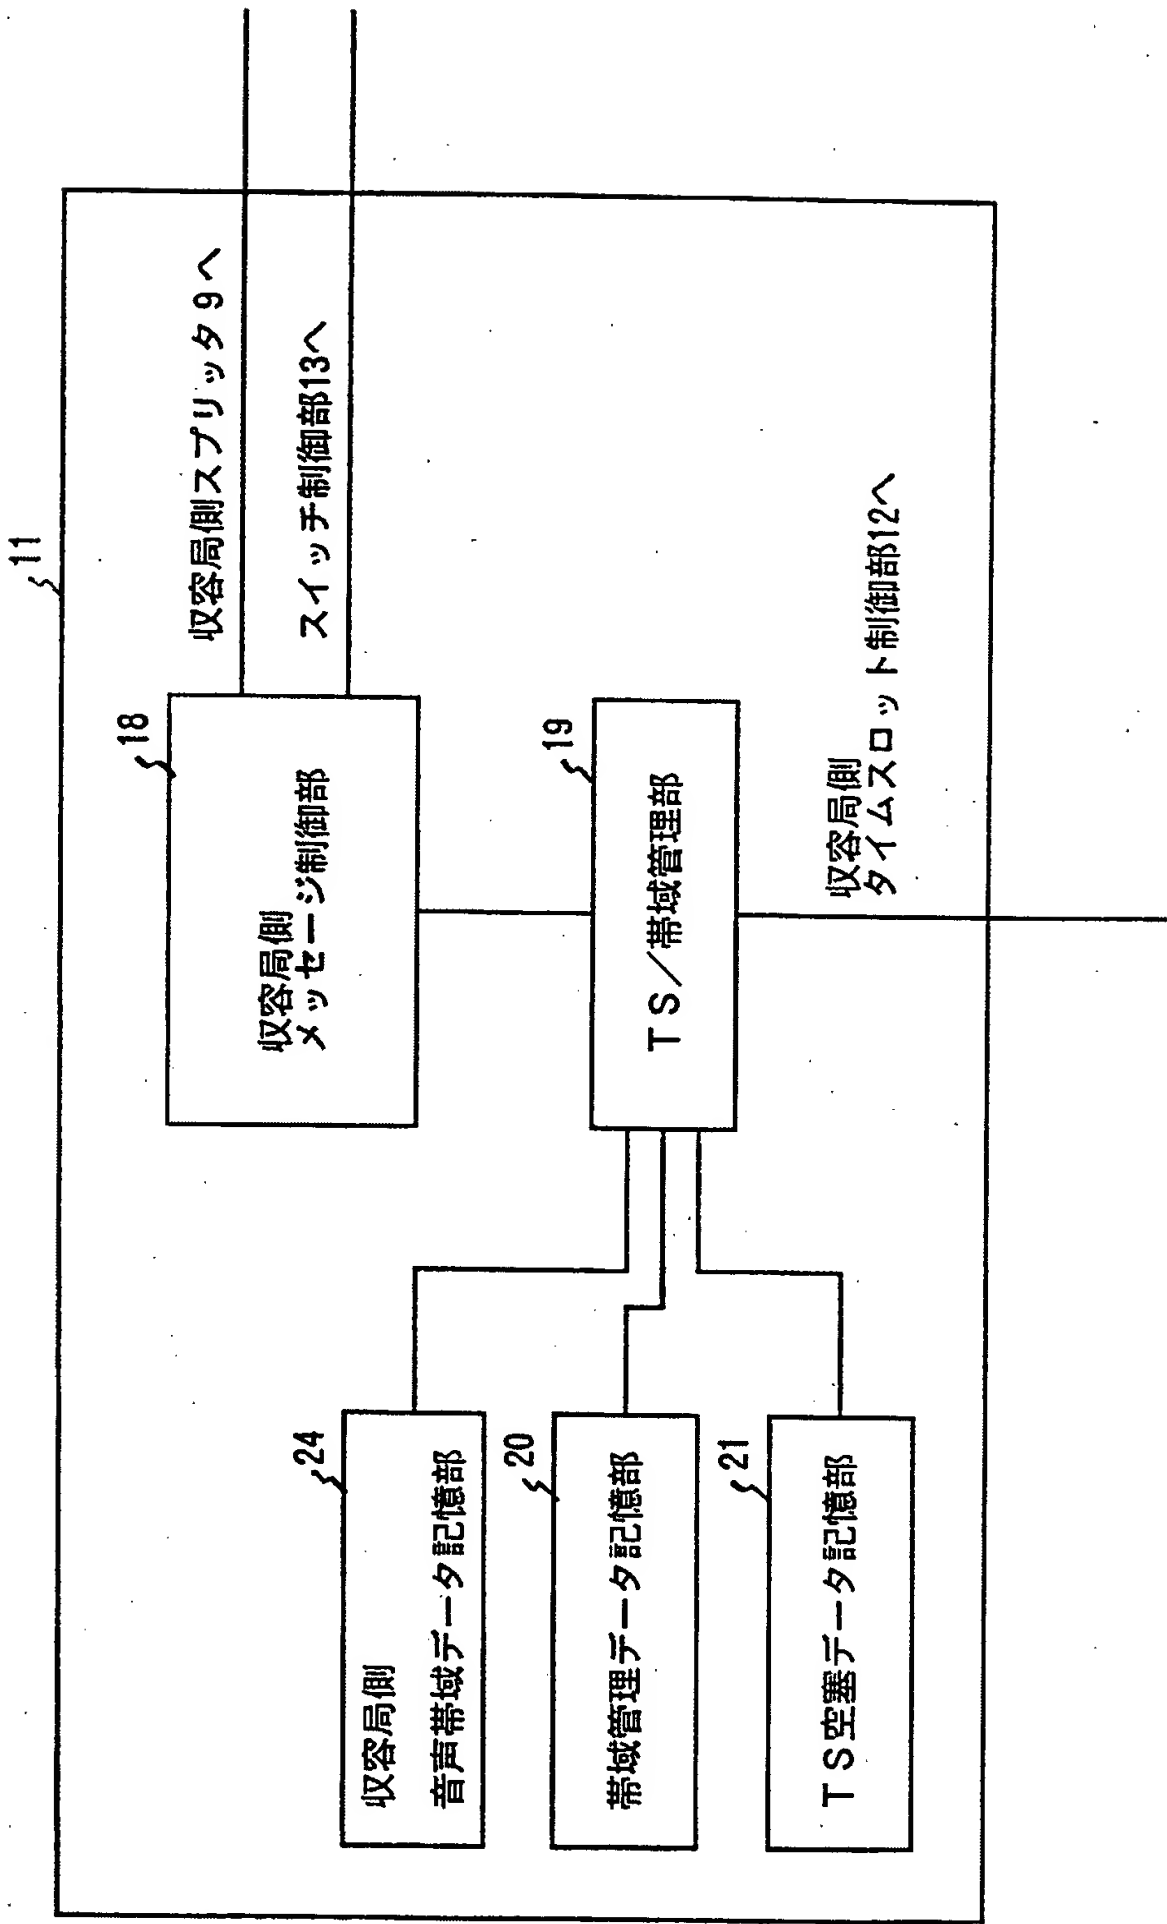 11
収容局側スプリッタ9へ
スイッチ制御部13へ
18
収容局側
メッセージ制御部
19
TS/帯域管理部
収容局側
タイムスロット制御部12へ
24
収容局側
音声帯域データ記憶部
20
帯域管理データ記憶部
21
TS空塞データ記憶部